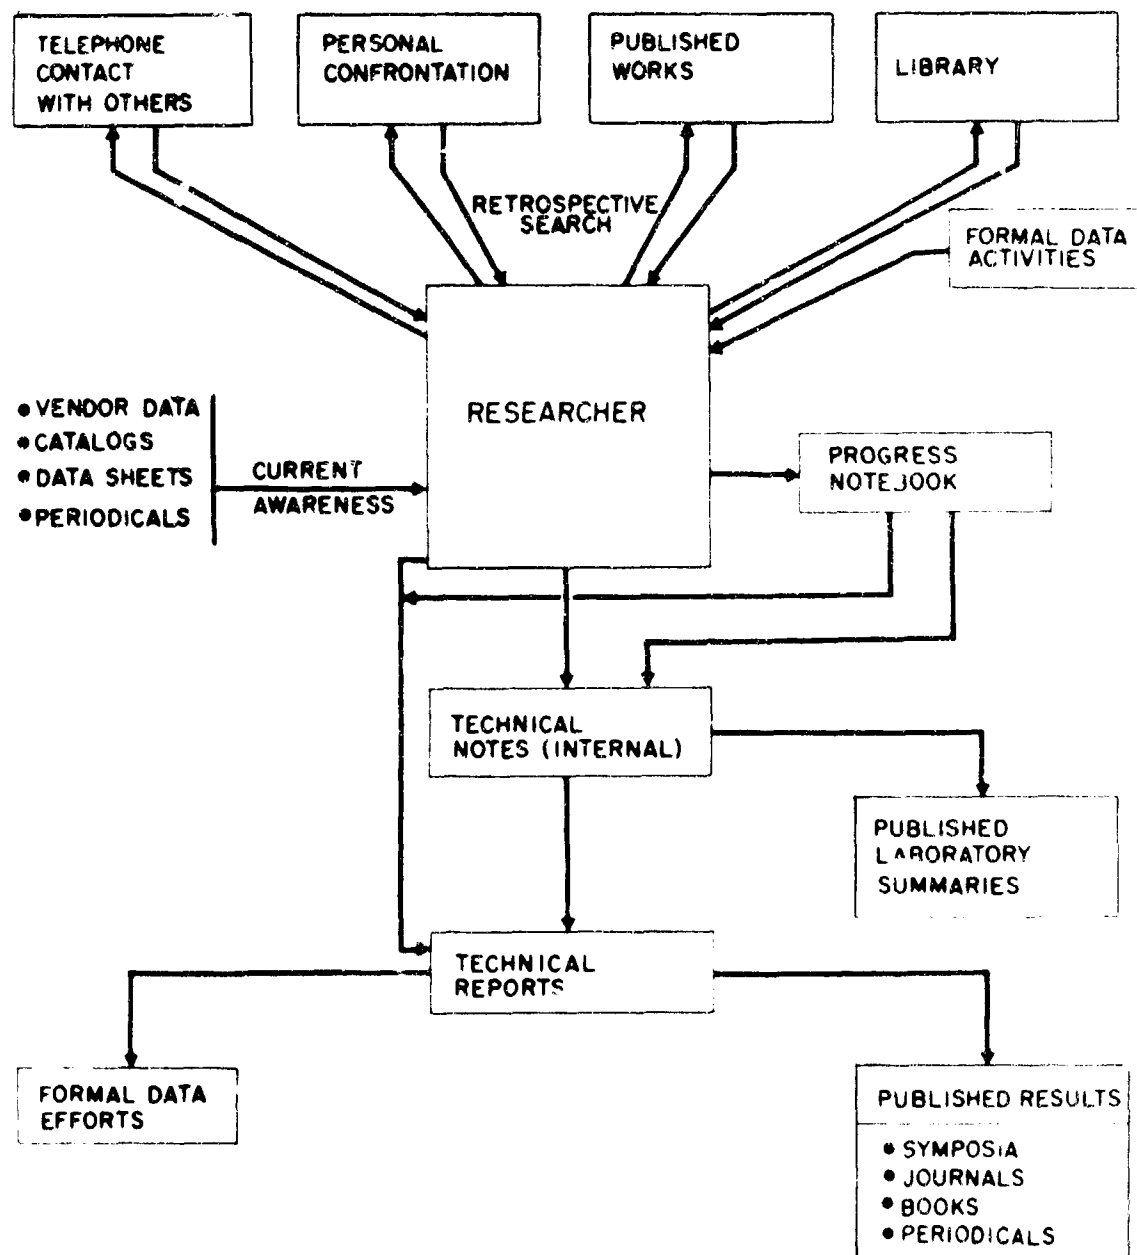 TELEPHONE
CONTACT
WITH OTHERS
PERSONAL
CONFRONTATION
PUBLISHED
WORKS
LIBRARY
RETROSPECTIVE
SEARCH
FORMAL DATA
ACTIVITIES
RESEARCHER
• VENDOR DATA
• CATALOGS
• DATA SHEETS
• PERIODICALS
CURRENT
AWARENESS
PROGRESS
NOTEBOOK
TECHNICAL
NOTES (INTERNAL)
PUBLISHED
LABORATORY
SUMMARIES
TECHNICAL
REPORTS
FORMAL DATA
EFFORTS
PUBLISHED RESULTS
• SYMPOSIA
• JOURNALS
• BOOKS
• PERIODICALS